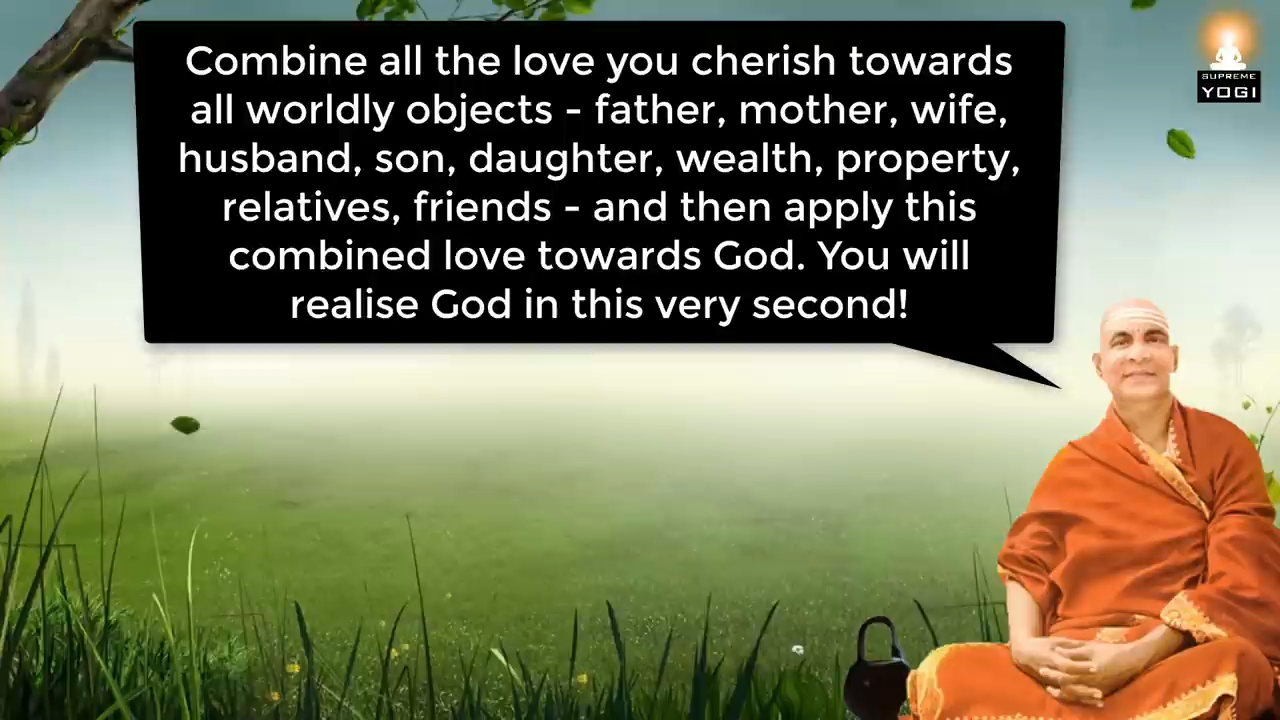 Combine all the love you cherish towards
all worldly objects - father, mother, wife,
husband, son, daughter, wealth, property,
relatives, friends - and then apply this
combined love towards God. You will
realise God in this very second!
SUPREME
YOGI